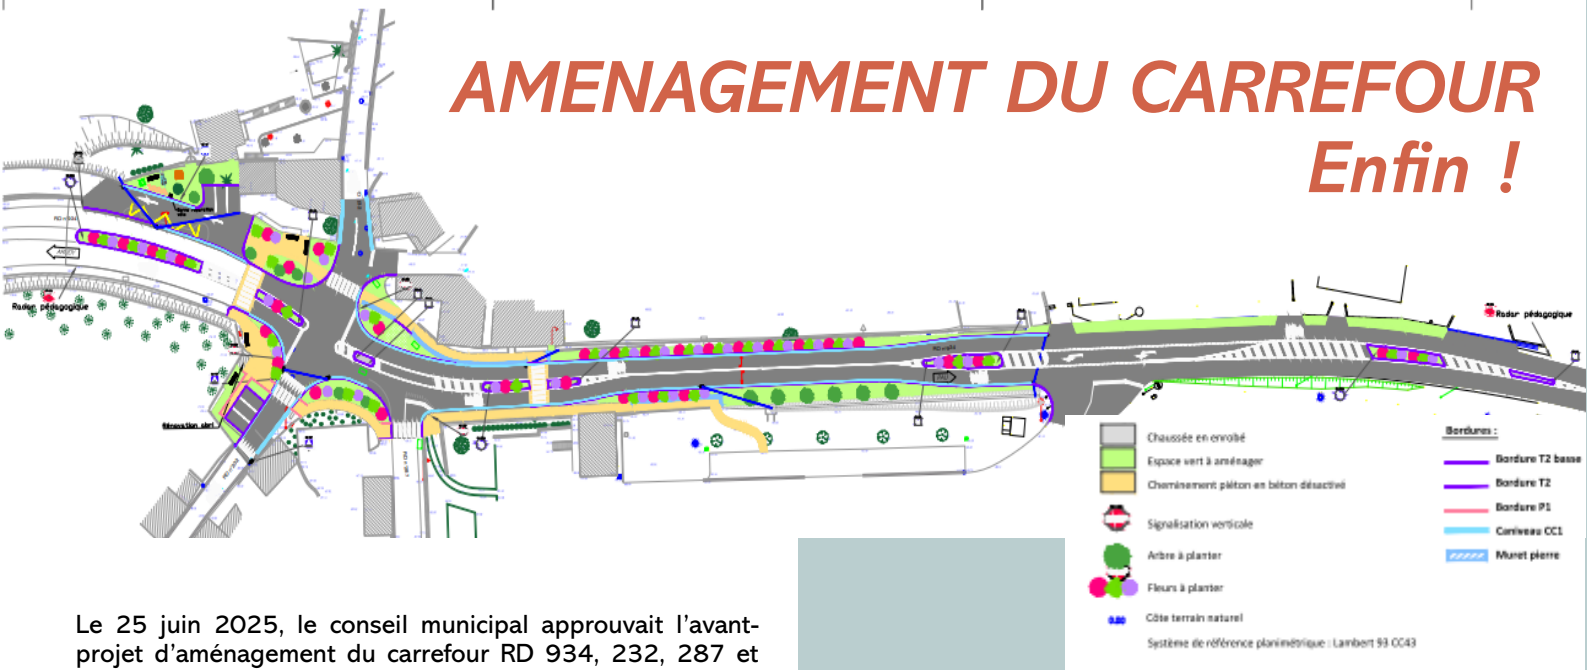 AMENAGEMENT DU CARREFOUR
Enfin !
Radar pédagogique
Radar pédagogique
Rénovation abri
Chaussée en enrobé
Espace vert à aménager
Cheminement piéton en béton désactivé
Signalisation verticale
Arbre à planter
Fleurs à planter
Côte terrain naturel
Système de référence planimétrique : Lambert 93 CC43
Bordures :
Bordure T2 basse
Bordure T2
Bordure P1
Caniveau CC1
Muret pierre
Le 25 juin 2025, le conseil municipal approuvait l’avant-
projet d’aménagement du carrefour RD 934, 232, 287 et